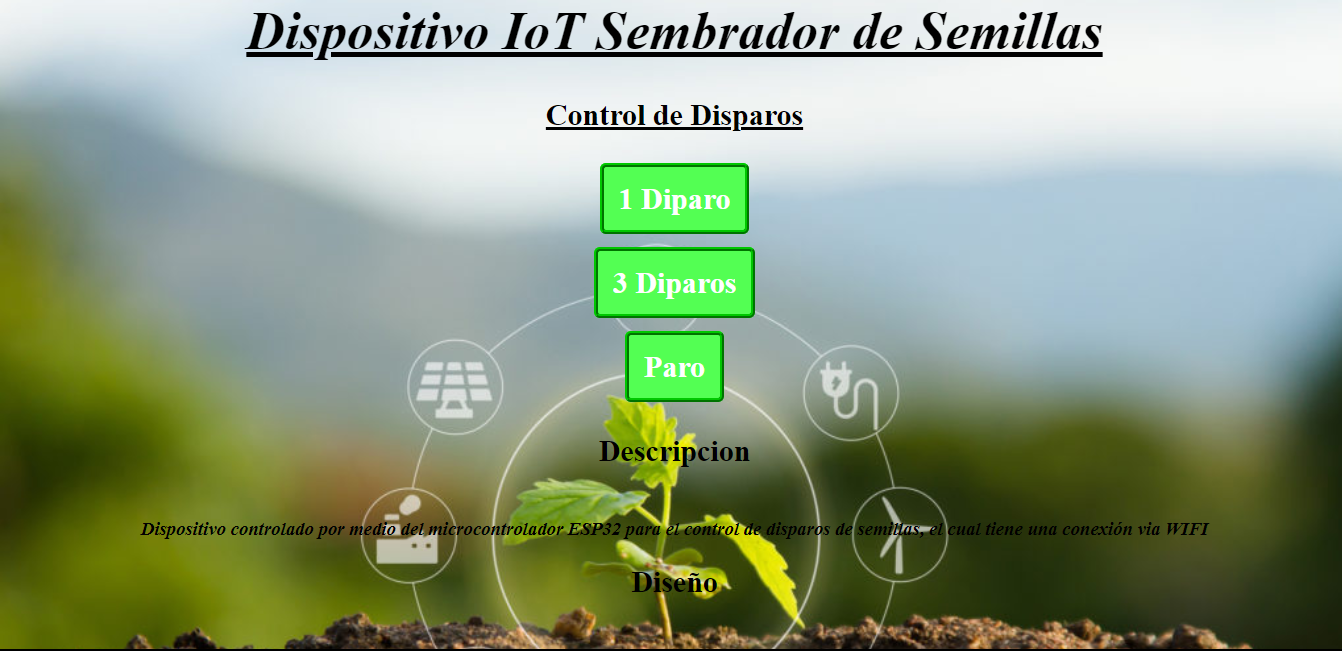 Dispositivo IoT Sembrador de Semillas
Control de Disparos
1 Diparo
3 Diparos
Paro
Descripcion
Dispositivo controlado por medio del microcontrolador ESP32 para el control de disparos de semillas, el cual tiene una conexión via WIFI
Diseño